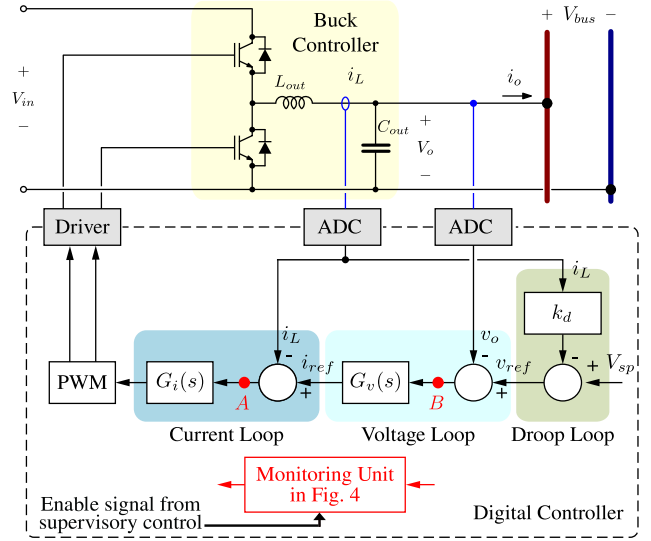 Buck
Controller
+ V_bus −
+
V_in
−
L_out
i_L
i_o
C_out
+
V_o
−
Driver
ADC
ADC
i_L
k_d
i_L
v_o
-
-
-
i_ref
v_ref
+
V_sp
PWM
G_i(s)
G_v(s)
+
+
A
B
Current Loop
Voltage Loop
Droop Loop
Monitoring Unit
in Fig. 4
Enable signal from
supervisory control
Digital Controller